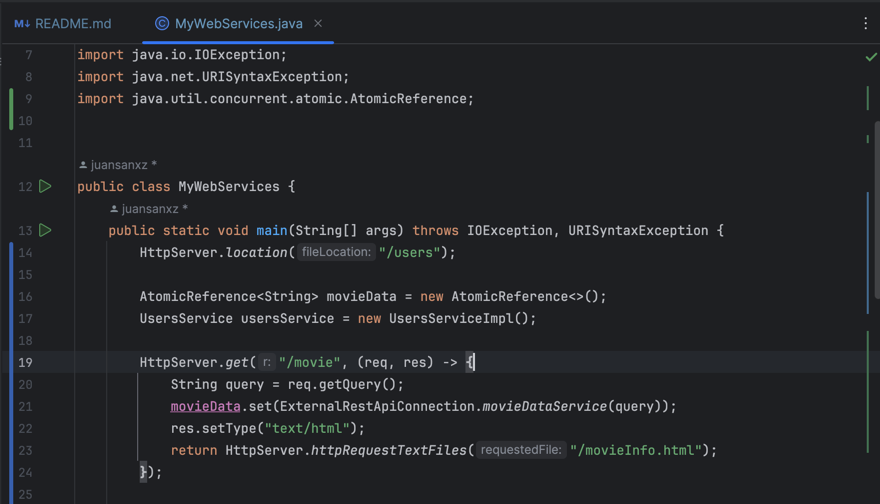 M↓ README.md
© MyWebServices.java ×
7 import java.io.IOException;
8 import java.net.URISyntaxException;
9 import java.util.concurrent.atomic.AtomicReference;
10
11
juansanxz *
12 public class MyWebServices {
juansanxz *
13 public static void main(String[] args) throws IOException, URISyntaxException {
14 HttpServer.location( fileLocation: "/users");
15
16 AtomicReference<String> movieData = new AtomicReference<>();
17 UsersService usersService = new UsersServiceImpl();
18
19 HttpServer.get( r: "/movie", (req, res) -> {
20 String query = req.getQuery();
21 movieData.set(ExternalRestApiConnection.movieDataService(query));
22 res.setType("text/html");
23 return HttpServer.httpRequestTextFiles( requestedFile: "/movieInfo.html");
24 });
25